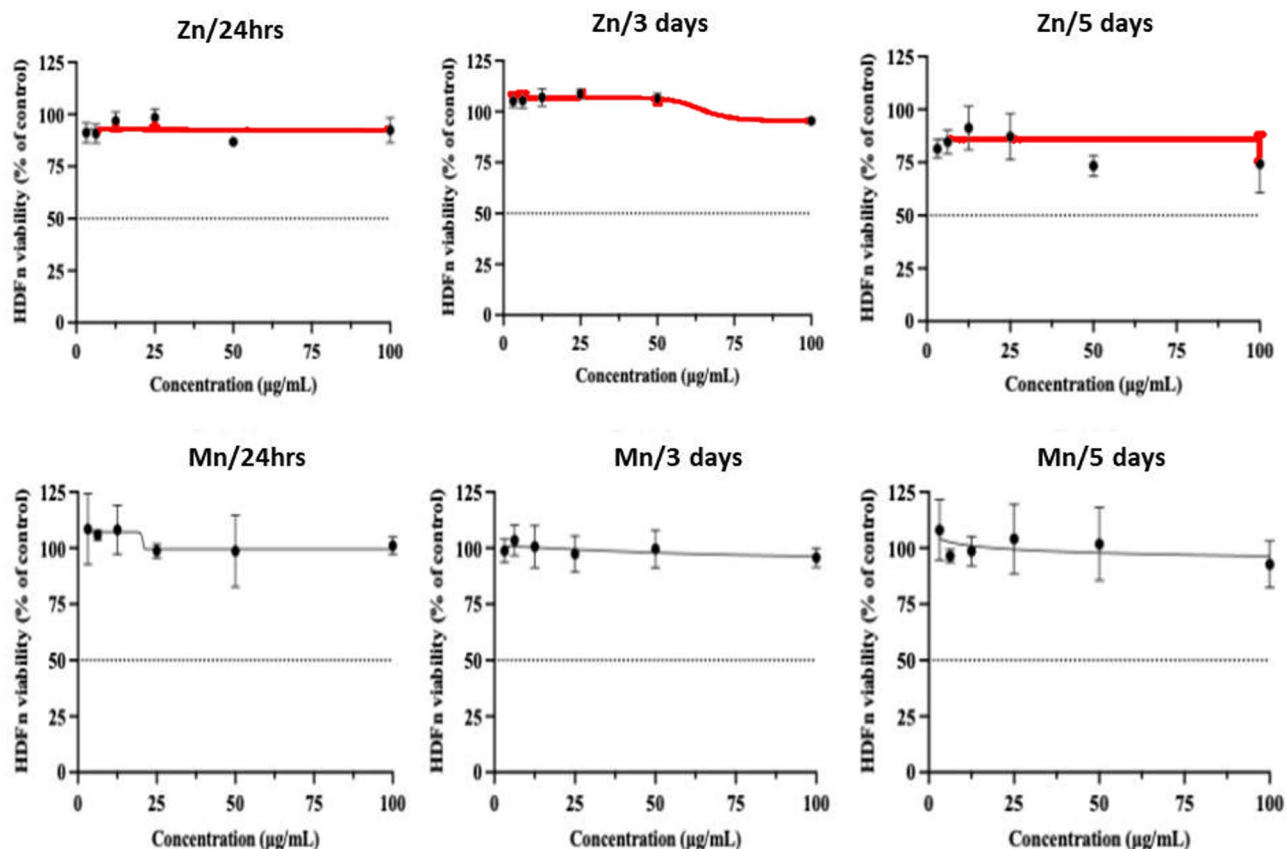 Zn/24hrs
Zn/3 days
Zn/5 days
HDFn viability (% of control)
125
100
75
50
25
0
0 25 50 75 100
Concentration (µg/mL)
HDFn viability (% of control)
125
100
75
50
25
0
0 25 50 75 100
Concentration (µg/mL)
HDFn viability (% of control)
125
100
75
50
25
0
0 25 50 75 100
Concentration (µg/mL)
Mn/24hrs
Mn/3 days
Mn/5 days
HDFn viability (% of control)
125
100
75
50
25
0
0 25 50 75 100
Concentration (µg/mL)
HDFn viability (% of control)
125
100
75
50
25
0
0 25 50 75 100
Concentration (µg/mL)
HDFn viability (% of control)
125
100
75
50
25
0
0 25 50 75 100
Concentration (µg/mL)